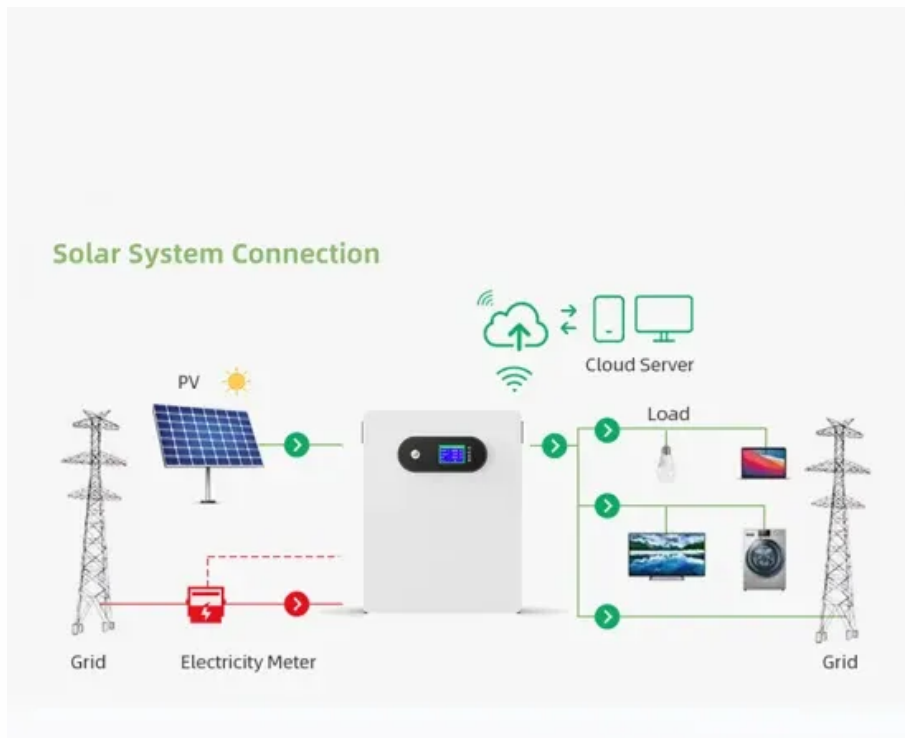 Solar System Connection
Cloud Server
PV
Load
Grid
Electricity Meter
Grid